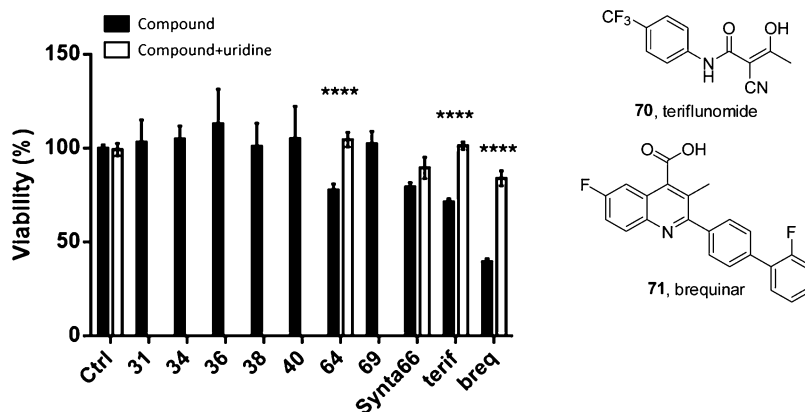 Compound
Compound+uridine
Viability (%)
150
100
50
0
****
****
****
Ctrl
31
34
36
38
40
64
69
Synta66
terif
breq
CF3
O
OH
N
H
CN
70, teriflunomide
O
OH
F
N
F
71, brequinar